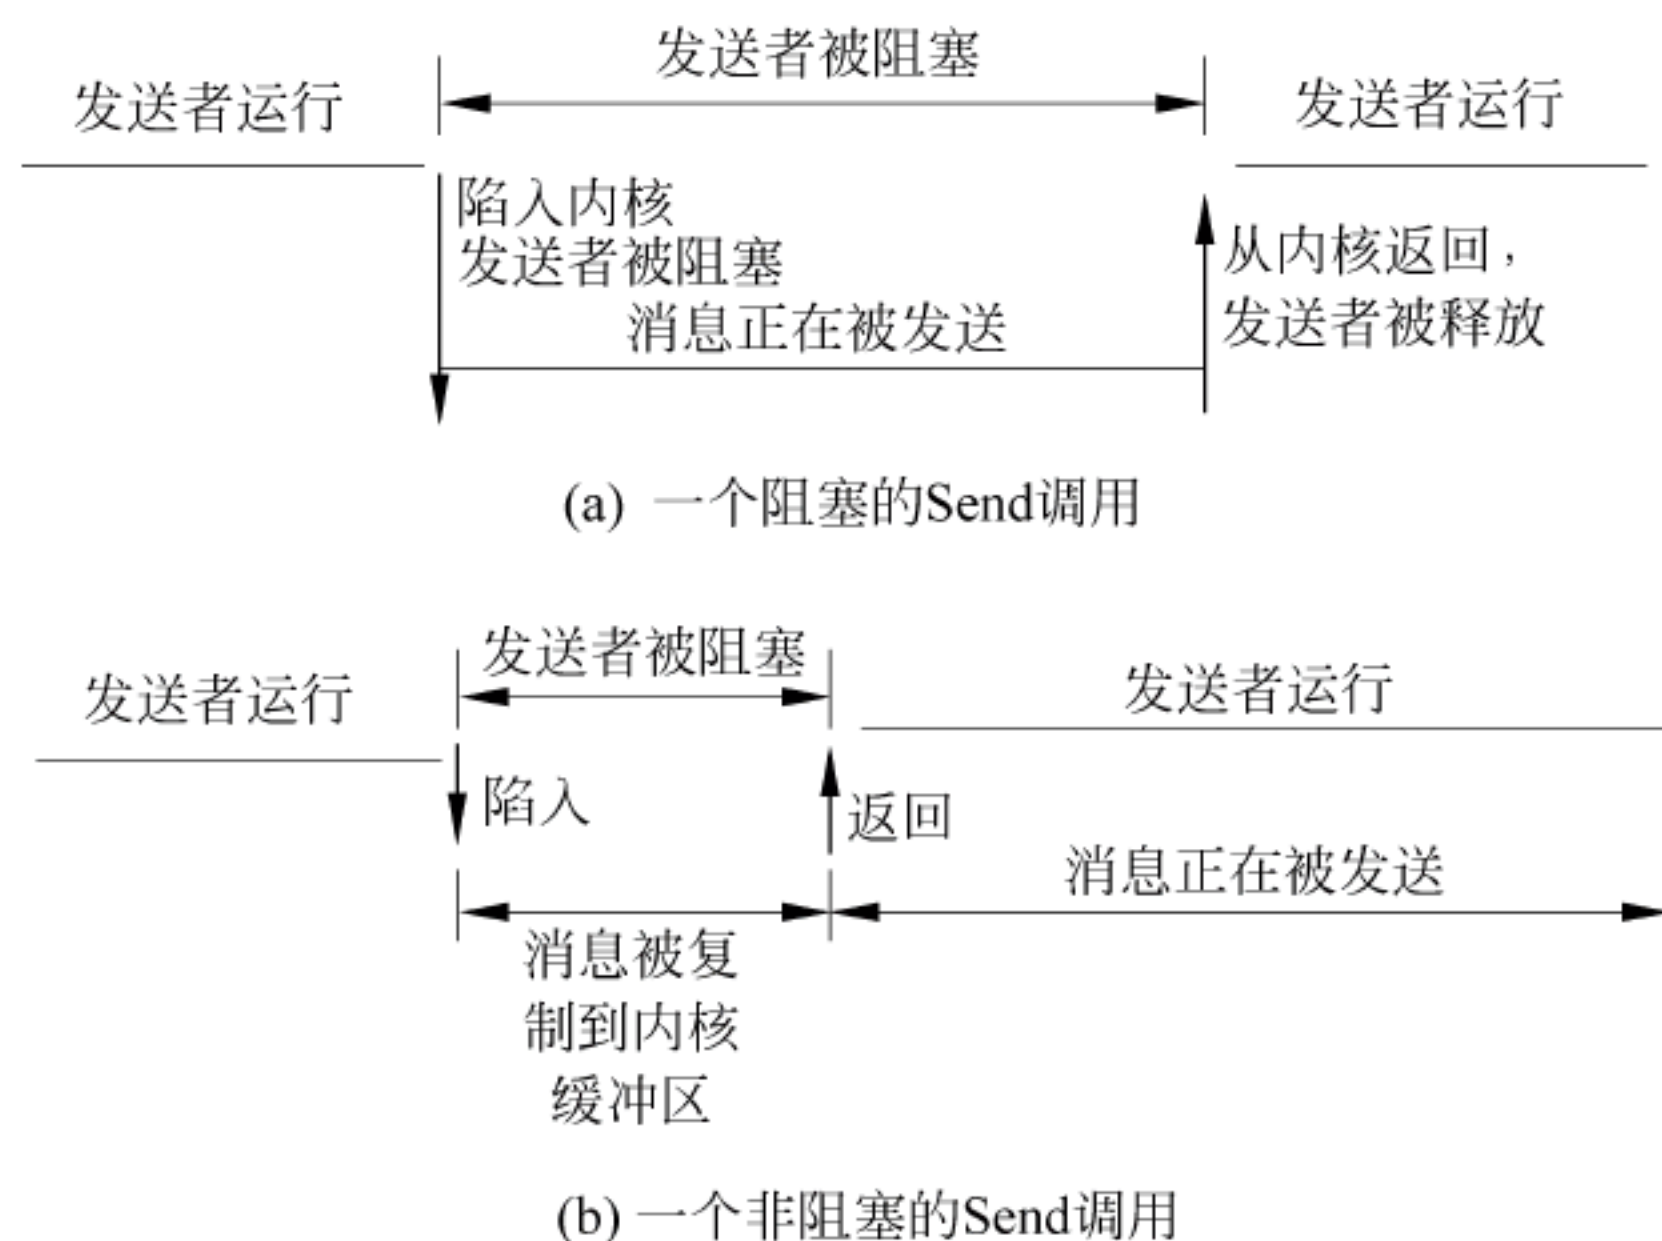 发送者被阻塞
发送者运行
发送者运行
陷入内核
发送者被阻塞
从内核返回，
发送者被释放
消息正在被发送
(a) 一个阻塞的Send调用
发送者被阻塞
发送者运行
发送者运行
陷入
返回
消息正在被发送
消息被复
制到内核
缓冲区
(b) 一个非阻塞的Send调用